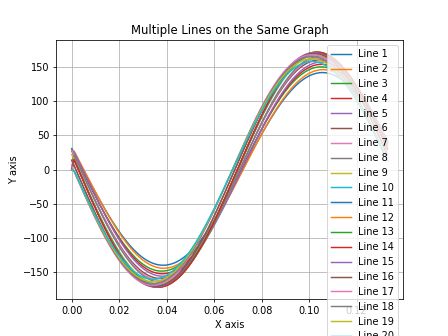 Multiple Lines on the Same Graph
Y axis
150
100
50
0
−50
−100
−150
0.00
0.02
0.04
0.06
0.08
0.10
X axis
Line 1
Line 2
Line 3
Line 4
Line 5
Line 6
Line 7
Line 8
Line 9
Line 10
Line 11
Line 12
Line 13
Line 14
Line 15
Line 16
Line 17
Line 18
Line 19
Line 20